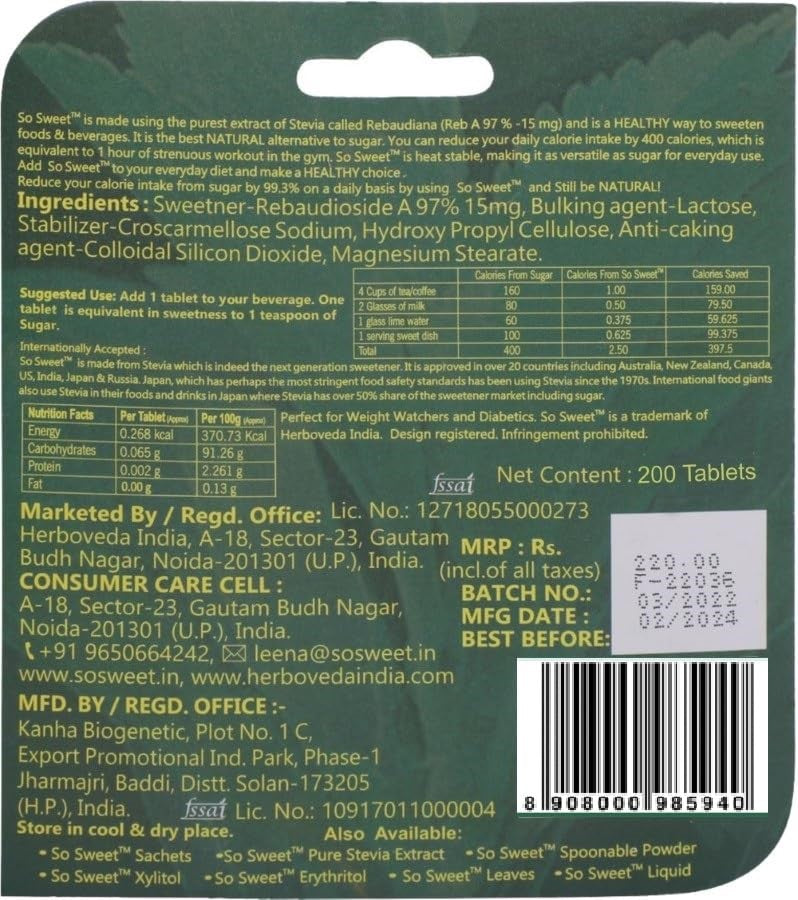 So Sweet™ is made using the purest extract of Stevia called Rebaudiana (Reb A 97 % -15 mg) and is a HEALTHY way to sweeten
foods & beverages. It is the best NATURAL alternative to sugar. You can reduce your daily calorie intake by 400 calories, which is
equivalent to 1 hour of strenuous workout in the gym. So Sweet™ is heat stable, making it as versatile as sugar for everyday use.
Add So Sweet™ to your everyday diet and make a HEALTHY choice.
Reduce your calorie intake from sugar by 99.3% on a daily basis by using So Sweet™ and Still be NATURAL!
Ingredients : Sweetner-Rebaudioside A 97% 15mg, Bulking agent-Lactose,
Stabilizer-Croscarmellose Sodium, Hydroxy Propyl Cellulose, Anti-caking
agent-Colloidal Silicon Dioxide, Magnesium Stearate.
Suggested Use: Add 1 tablet to your beverage. One
tablet is equivalent in sweetness to 1 teaspoon of
Sugar.
Calories From Sugar Calories From So Sweet™ Calories Saved
4 Cups of tea/coffee 160 1.00 159.00
2 Glasses of milk 80 0.50 79.50
1 glass lime water 60 0.375 59.625
1 serving sweet dish 100 0.625 99.375
Total 400 2.50 397.5
Internationally Accepted :
So Sweet™ is made from Stevia which is indeed the next generation sweetener. It is approved in over 20 countries including Australia, New Zealand, Canada,
US, India, Japan & Russia. Japan, which has perhaps the most stringent food safety standards has been using Stevia since the 1970s. International food giants
also use Stevia in their foods and drinks in Japan where Stevia has over 50% share of the sweetener market including sugar.
Nutrition Facts Per Tablet (Approx) Per 100g (Approx)
Energy 0.268 kcal 370.73 Kcal
Carbohydrates 0.065 g 91.26 g
Protein 0.002 g 2.261 g
Fat 0.00 g 0.13 g
Perfect for Weight Watchers and Diabetics. So Sweet™ is a trademark of
Herboveda India. Design registered. Infringement prohibited.
fssai Net Content : 200 Tablets
Marketed By / Regd. Office: Lic. No.: 12718055000273
Herboveda India, A-18, Sector-23, Gautam
Budh Nagar, Noida-201301 (U.P.), India.
CONSUMER CARE CELL :
A-18, Sector-23, Gautam Budh Nagar,
Noida-201301 (U.P.), India.
+91 9650664242, leena@sosweet.in
www.sosweet.in, www.herbovedaindia.com
MRP : Rs.
(incl.of all taxes)
BATCH NO.:
MFG DATE :
BEST BEFORE:
220.00
F-22036
03/2022
02/2024
MFD. BY / REGD. OFFICE :-
Kanha Biogenetic, Plot No. 1 C,
Export Promotional Ind. Park, Phase-1
Jharmajri, Baddi, Distt. Solan-173205
(H.P.), India. fssai Lic. No.: 10917011000004
8 908000 985940
Store in cool & dry place.
Also Available:
• So Sweet™ Sachets •So Sweet™ Pure Stevia Extract • So Sweet™ Spoonable Powder
• So Sweet™ Xylitol •So Sweet™ Erythritol • So Sweet™ Leaves •So Sweet™ Liquid